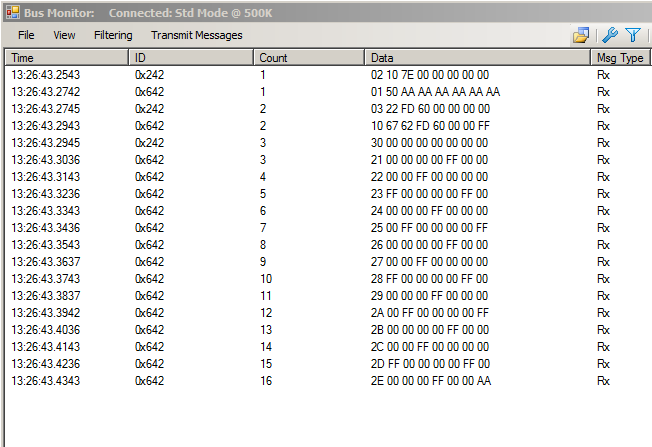 Bus Monitor: Connected: Std Mode @ 500K
File View Filtering Transmit Messages
Time ID Count Data Msg Type
13:26:43.2543 0x242 1 02 10 7E 00 00 00 00 00 Rx
13:26:43.2742 0x642 1 01 50 AA AA AA AA AA AA Rx
13:26:43.2745 0x242 2 03 22 FD 60 00 00 00 00 Rx
13:26:43.2943 0x642 2 10 67 62 FD 60 00 00 FF Rx
13:26:43.2945 0x242 3 30 00 00 00 00 00 00 00 Rx
13:26:43.3036 0x642 3 21 00 00 00 00 FF 00 00 Rx
13:26:43.3143 0x642 4 22 00 00 FF 00 00 00 00 Rx
13:26:43.3236 0x642 5 23 FF 00 00 00 00 FF 00 Rx
13:26:43.3343 0x642 6 24 00 00 00 FF 00 00 00 Rx
13:26:43.3436 0x642 7 25 00 FF 00 00 00 00 FF Rx
13:26:43.3543 0x642 8 26 00 00 00 00 FF 00 00 Rx
13:26:43.3637 0x642 9 27 00 00 FF 00 00 00 00 Rx
13:26:43.3743 0x642 10 28 FF 00 00 00 00 FF 00 Rx
13:26:43.3837 0x642 11 29 00 00 00 FF 00 00 00 Rx
13:26:43.3942 0x642 12 2A 00 FF 00 00 00 00 FF Rx
13:26:43.4036 0x642 13 2B 00 00 00 00 FF 00 00 Rx
13:26:43.4143 0x642 14 2C 00 00 FF 00 00 00 00 Rx
13:26:43.4236 0x642 15 2D FF 00 00 00 00 FF 00 Rx
13:26:43.4343 0x642 16 2E 00 00 00 FF 00 00 AA Rx